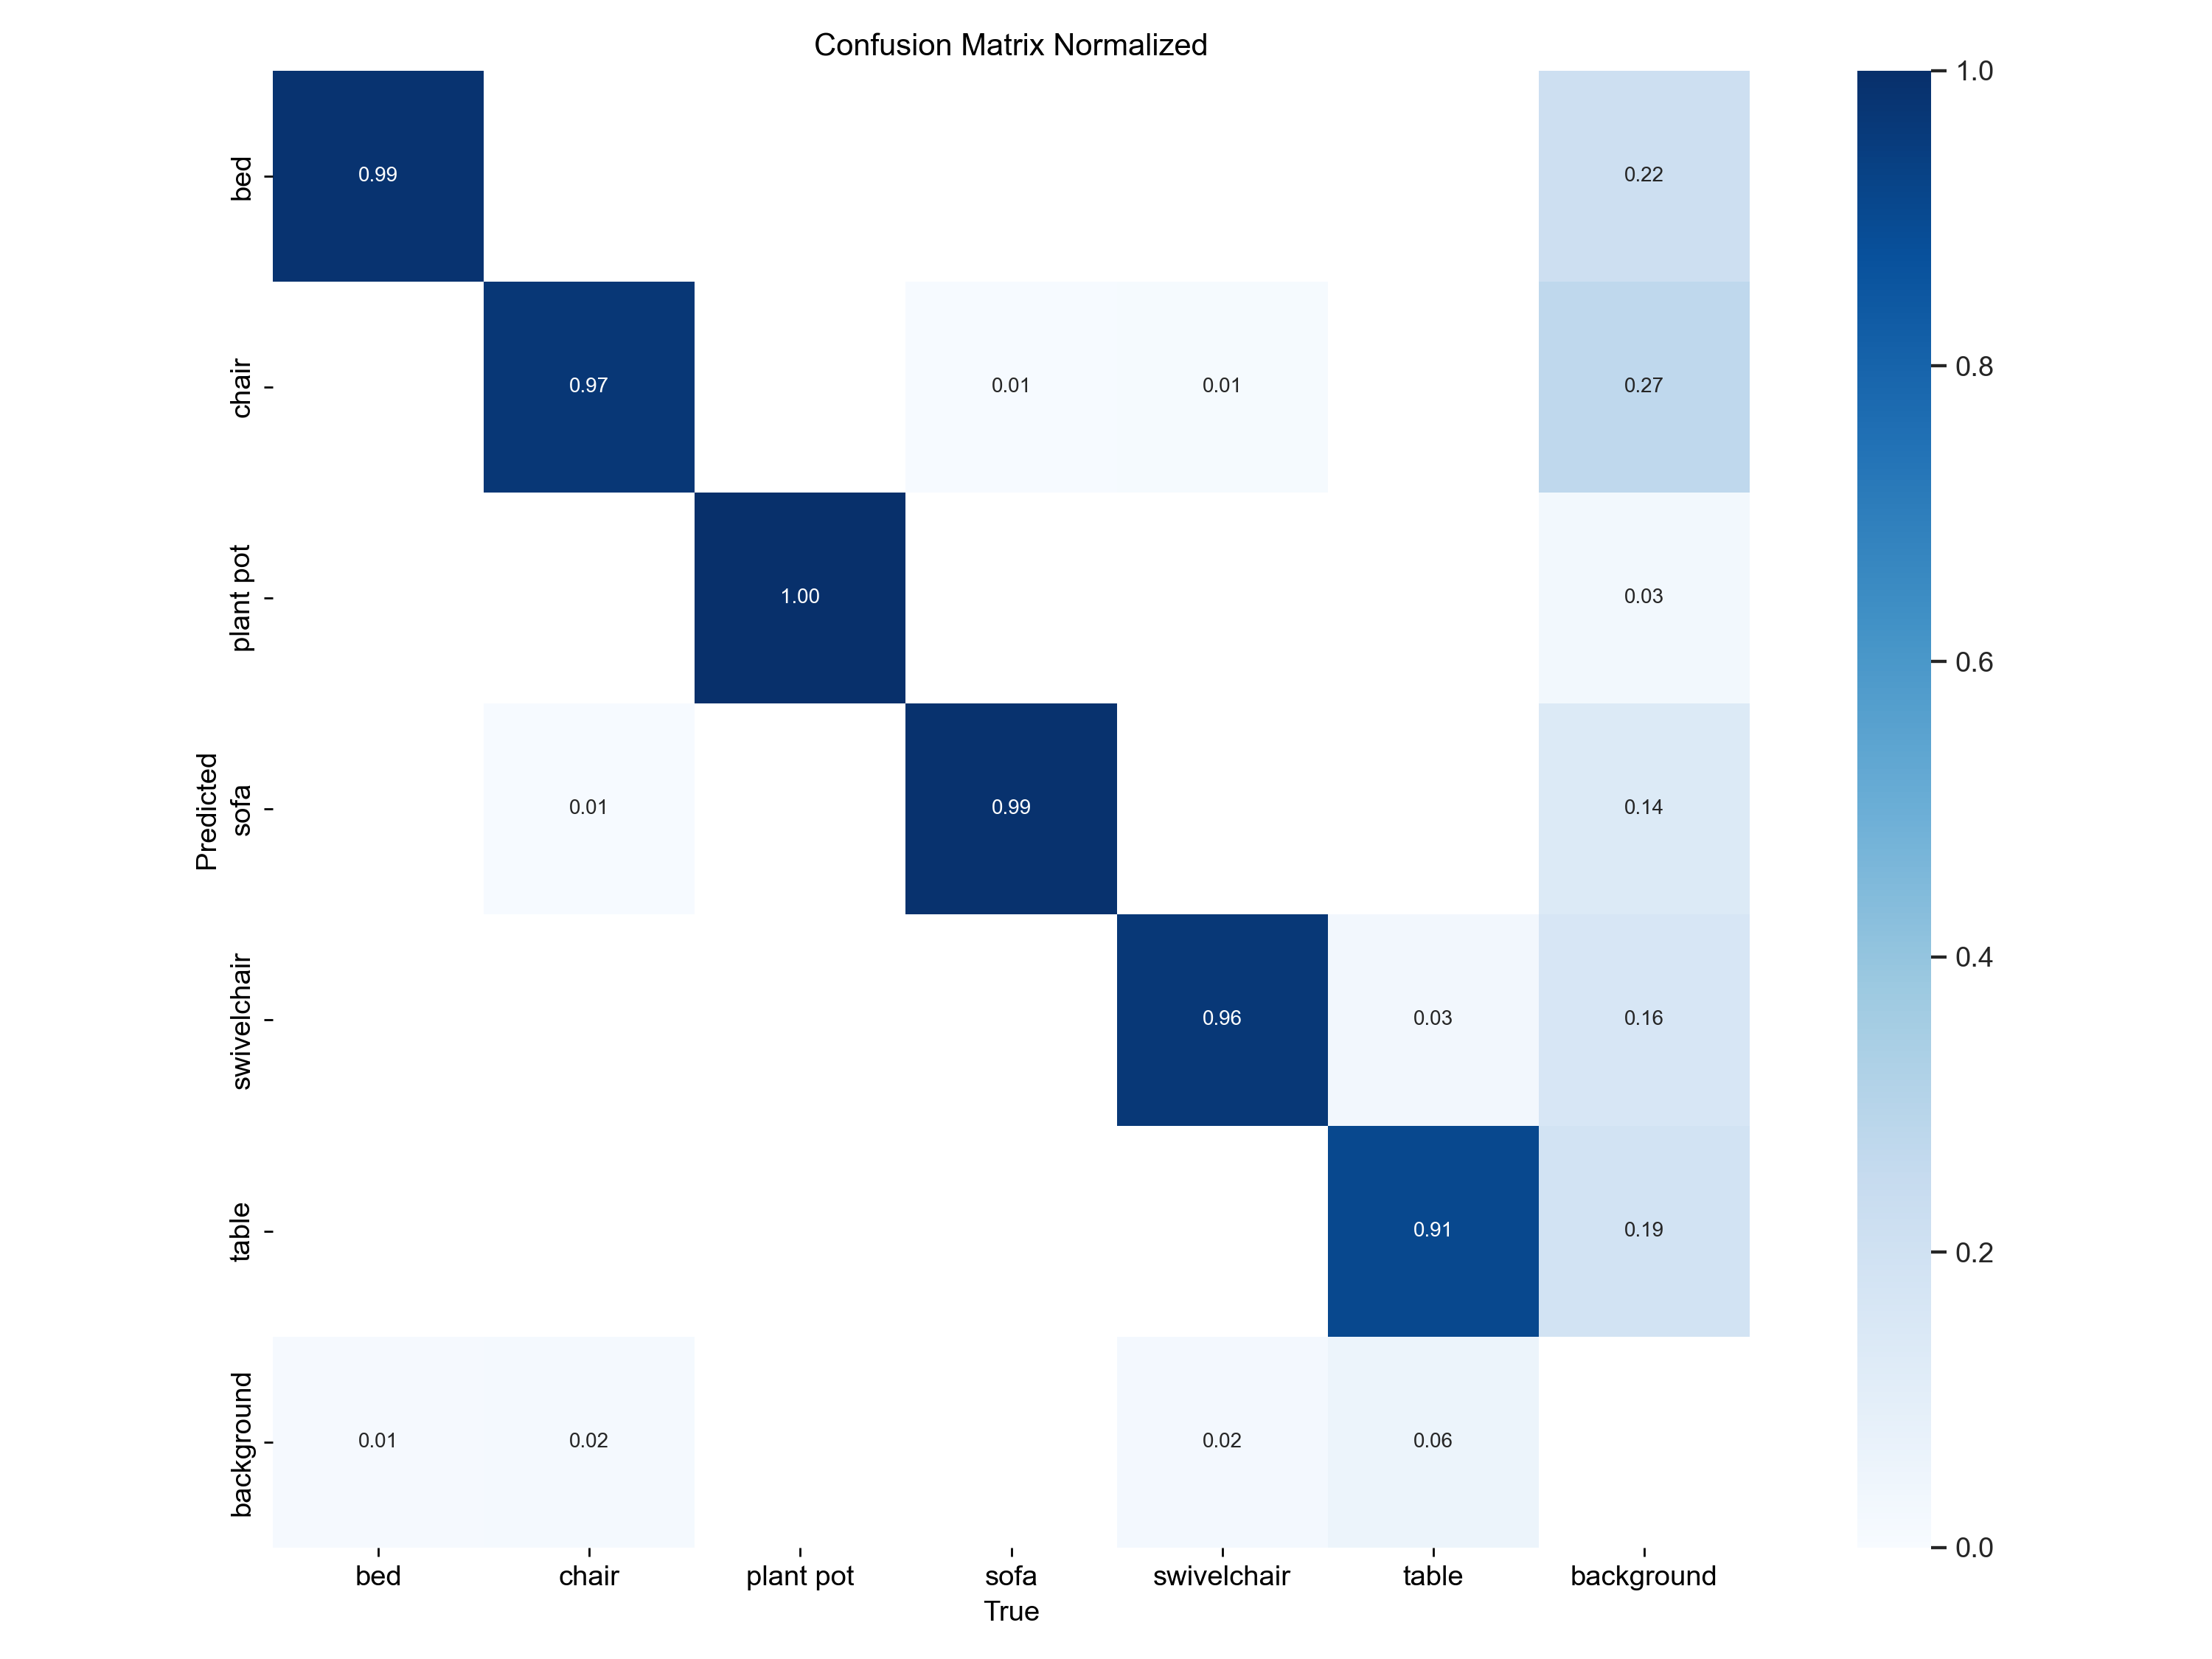 Confusion Matrix Normalized
1.0
bed
0.99
0.22
chair
0.97
0.01
0.01
0.27
0.8
plant pot
1.00
0.03
0.6
Predicted
sofa
0.01
0.99
0.14
swivelchair
0.96
0.03
0.16
0.4
table
0.91
0.19
0.2
background
0.01
0.02
0.02
0.06
0.0
bed
chair
plant pot
sofa
swivelchair
table
background
True